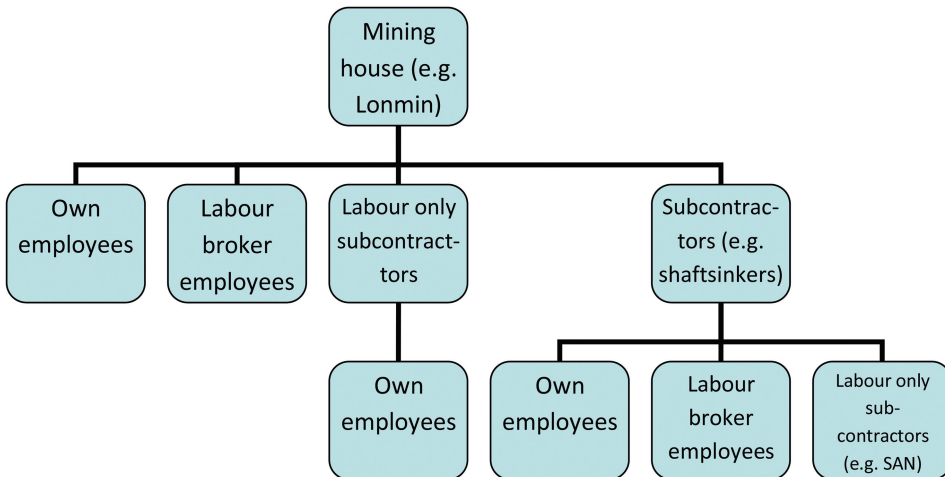 Mining
house (e.g.
Lonmin)
Own
employees
Labour
broker
employees
Labour only
subcontract-
tors
Subcontrac-
tors (e.g.
shaftsinkers)
Own
employees
Own
employees
Labour
broker
employees
Labour only
sub-
contractors
(e.g. SAN)